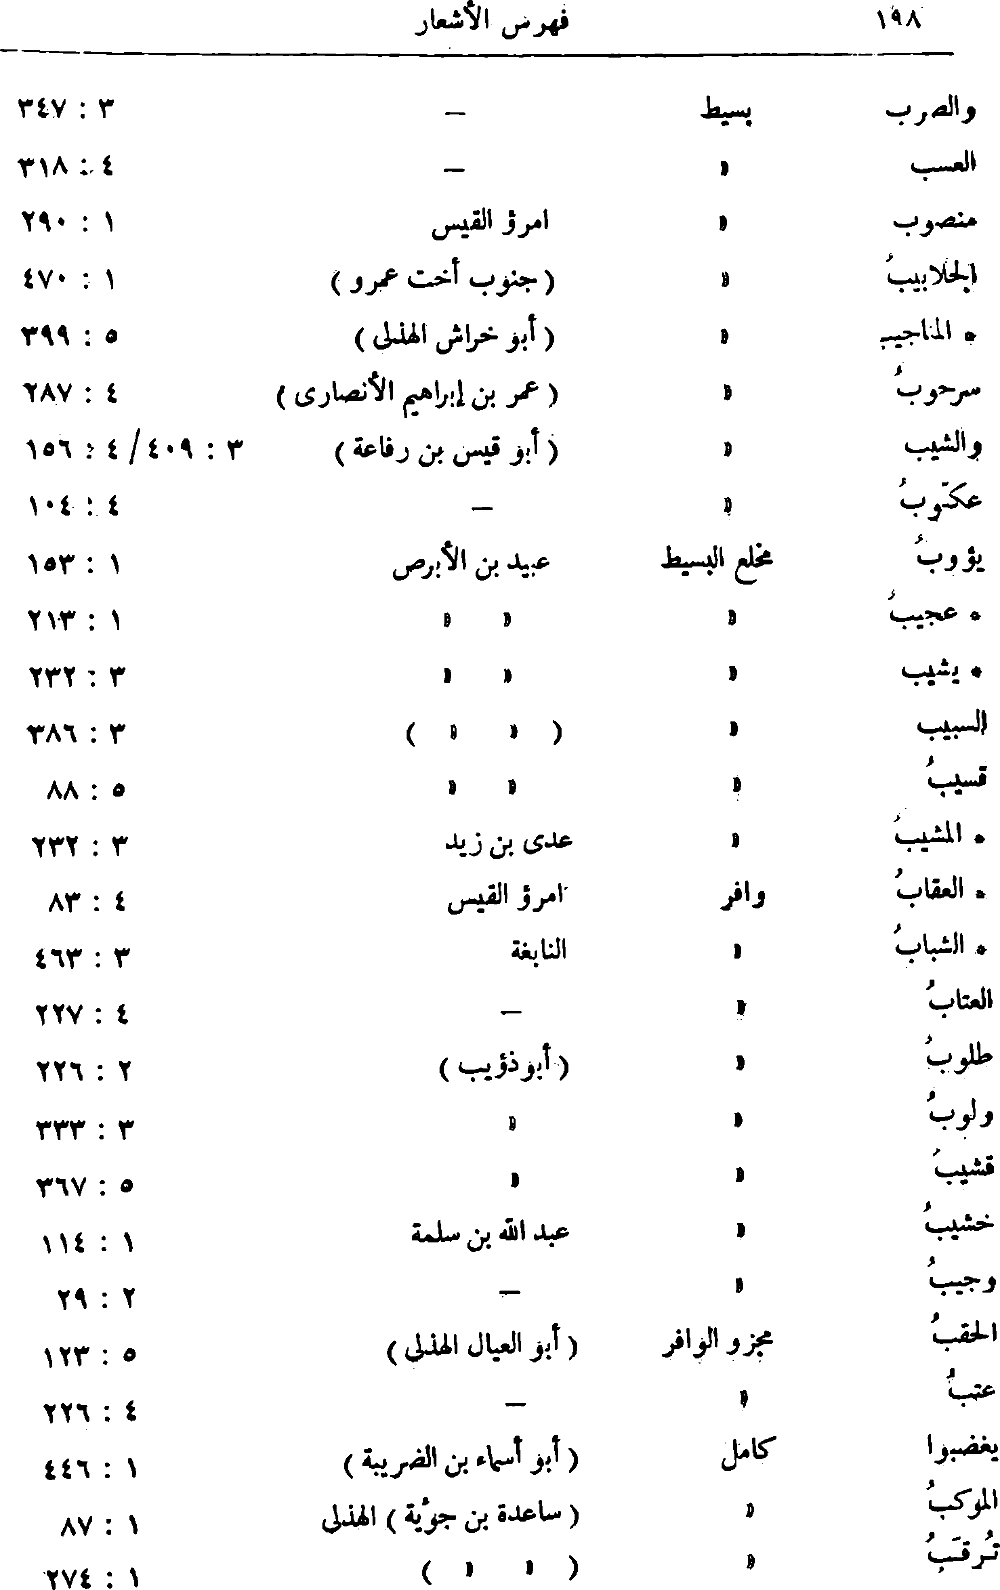 ١٩٨ فهرس الأشعار
والصرب بسيط — ٣ : ٣٤٧
العسب » — ٤ : ٣١٨
منصوب » امرؤ القيس ١ : ٢٩٠
الجلابيبُ » ( جنوب أخت عمرو ) ١ : ٤٧٠
* المناجيب » ( أبو خراش الهذلى ) ٥ : ٣٩٩
سرحوبُ » ( عمر بن إبراهيم الأنصارى ) ٤ : ٢٨٧
والشيب » ( أبو قيس بن رفاعة ) ٣ : ٤٠٩ / ٤ : ١٥٦
عكّوبُ » — ٤ : ١٠٤
يؤوبُ مخلع البسيط عبيد بن الأبرص ١ : ١٥٣
* عجيبُ » » » ١ : ٢١٣
* يشيب » » » ٣ : ٢٣٢
السبيب » ( » » ) ٣ : ٣٨٦
قسيبُ » » » ٥ : ٨٨
* المشيبُ » عدى بن زيد ٣ : ٢٣٢
* العقابُ وافر امرؤ القيس ٤ : ٨٣
* الشبابُ » النابغة ٣ : ٤٦٣
العتابُ » — ٤ : ٢٢٧
طلوبُ » ( أبو ذؤيب ) ٢ : ٢٢٦
ولوبُ » » ٣ : ٣٣٣
قشيبُ » » ٥ : ٣٦٧
خشيبُ » عبد الله بن سلمة ١ : ١١٤
وجيبُ » — ٢ : ٢٩
الحقبُ مجزو الوافر ( أبو العيال الهذلى ) ٥ : ١٢٣
عتبُ » — ٤ : ٢٢٦
يغضبوا كامل ( أبو أسماء بن الضريبة ) ١ : ٤٤٦
الموكبُ » ( ساعدة بن جؤية ) الهذلى ١ : ٨٧
تُرقَبُ » ( » » ) ١ : ٢٧٤